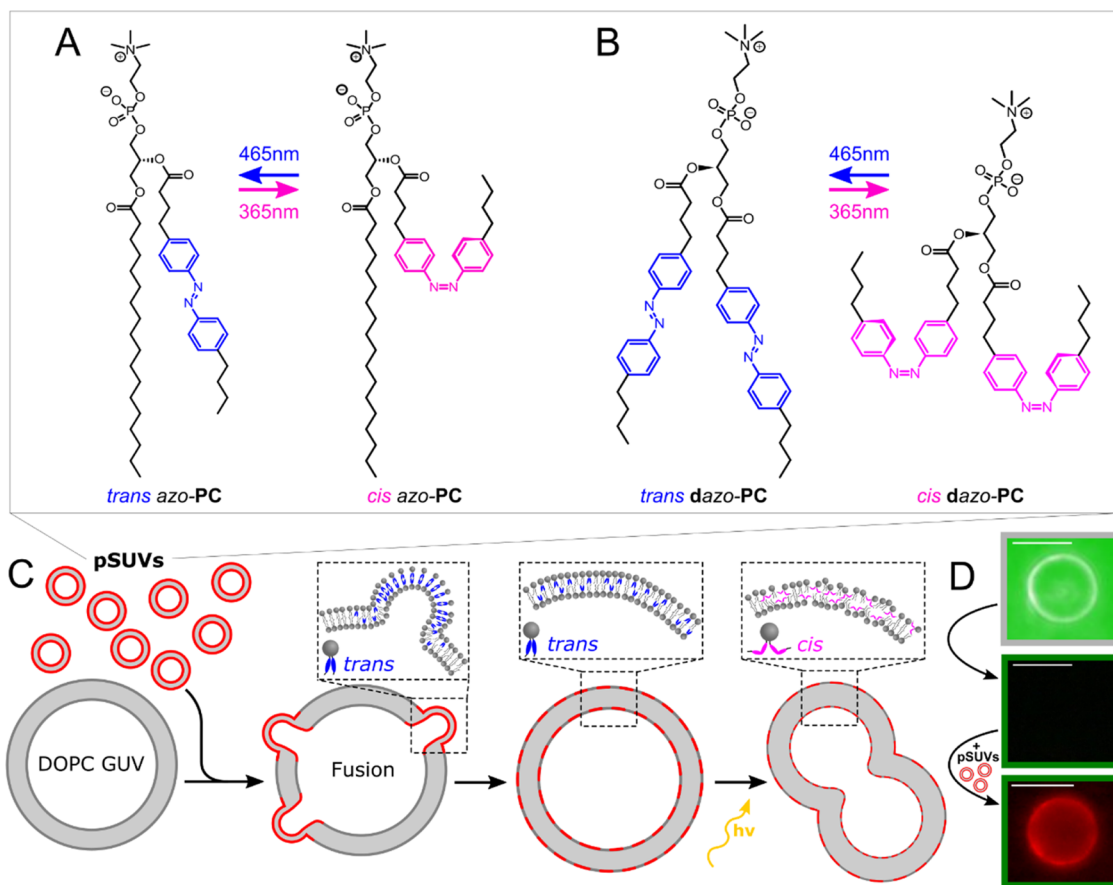 A
B
N
⊕
⊖
O
O
P
O
O
O
O
O
O
N
N
465nm
365nm
N
⊕
⊖
O
O
P
O
O
O
O
O
O
N=N
N
⊕
O
O
P
O
O
⊖
O
O
O
O
N
N
N
N
465nm
365nm
N
⊕
O
O
P
O
O
⊖
O
O
O
O
N=N
N=N
trans azo-PC
cis azo-PC
trans dazo-PC
cis dazo-PC
C
pSUVs
DOPC GUV
trans
Fusion
trans
hν
cis
D
+
pSUVs